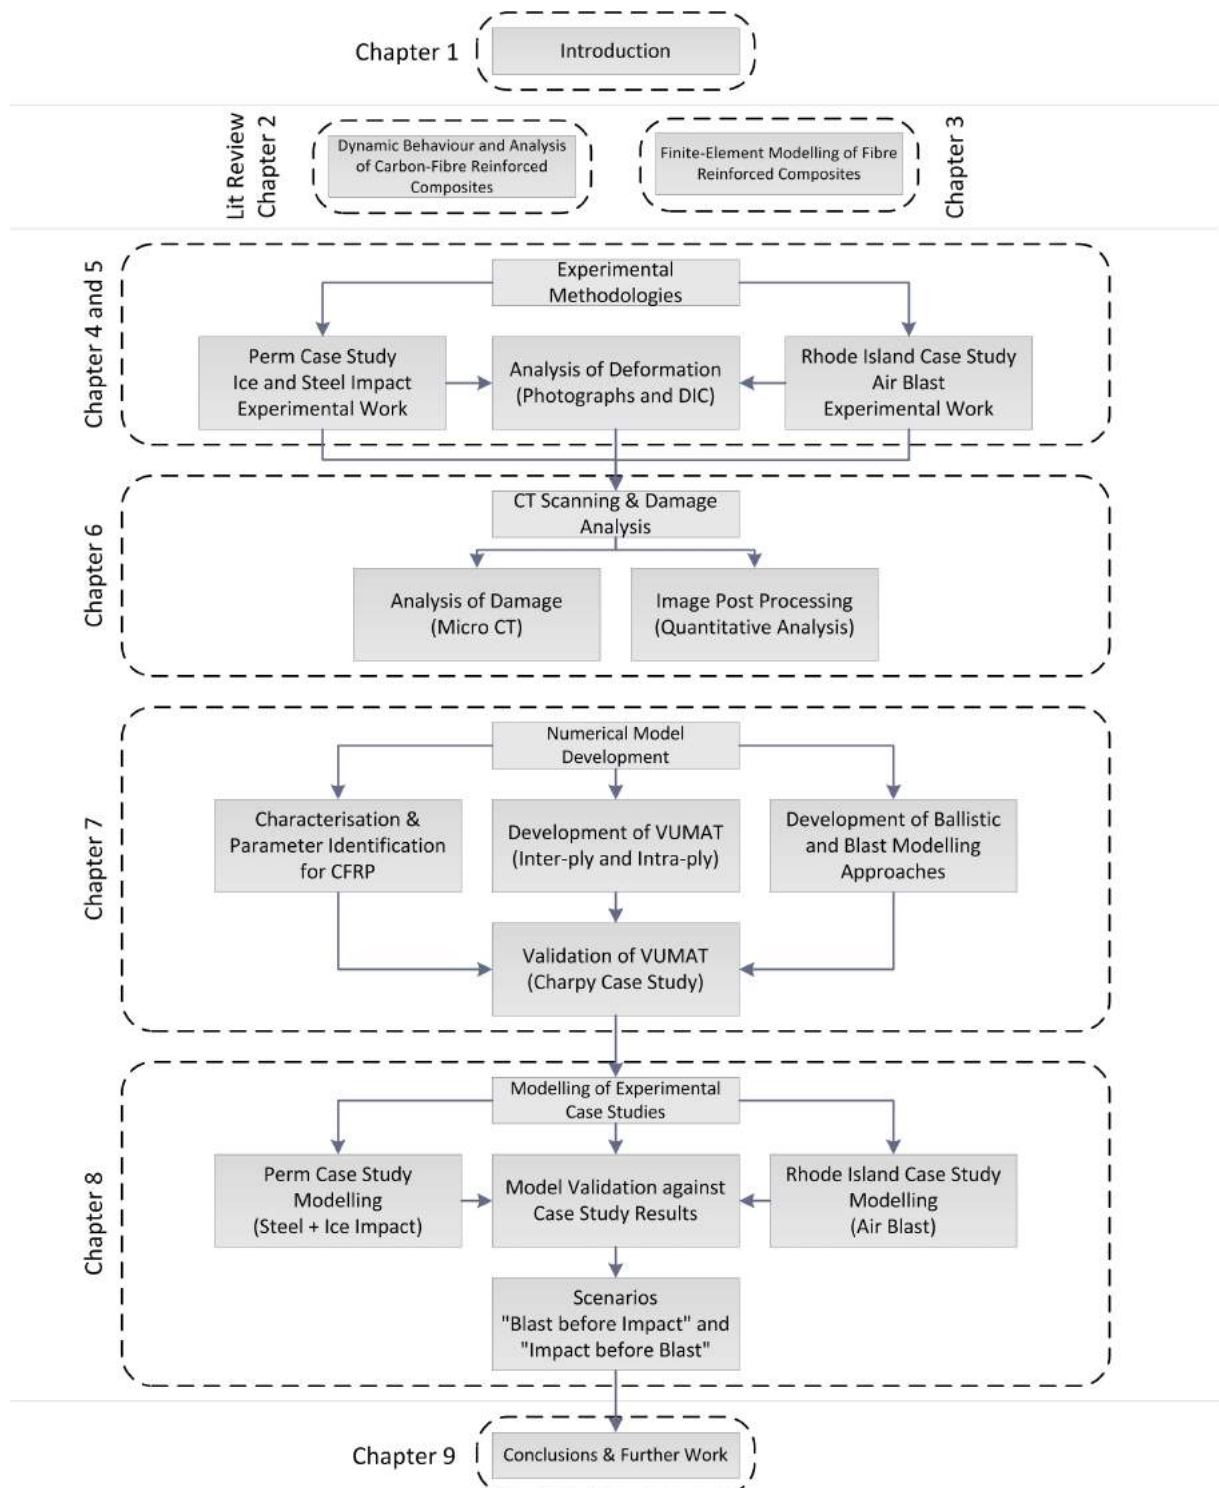 Chapter 1
Introduction
Lit Review
Chapter 2
Dynamic Behaviour and Analysis
of Carbon-Fibre Reinforced
Composites
Finite-Element Modelling of Fibre
Reinforced Composites
Chapter 3
Chapter 4 and 5
Experimental
Methodologies
Perm Case Study
Ice and Steel Impact
Experimental Work
Analysis of Deformation
(Photographs and DIC)
Rhode Island Case Study
Air Blast
Experimental Work
Chapter 6
CT Scanning & Damage
Analysis
Analysis of Damage
(Micro CT)
Image Post Processing
(Quantitative Analysis)
Chapter 7
Numerical Model
Development
Characterisation &
Parameter Identification
for CFRP
Development of VUMAT
(Inter-ply and Intra-ply)
Development of Ballistic
and Blast Modelling
Approaches
Validation of VUMAT
(Charpy Case Study)
Chapter 8
Modelling of Experimental
Case Studies
Perm Case Study
Modelling
(Steel + Ice Impact)
Model Validation against
Case Study Results
Rhode Island Case Study
Modelling
(Air Blast)
Scenarios
"Blast before Impact" and
"Impact before Blast"
Chapter 9
Conclusions & Further Work